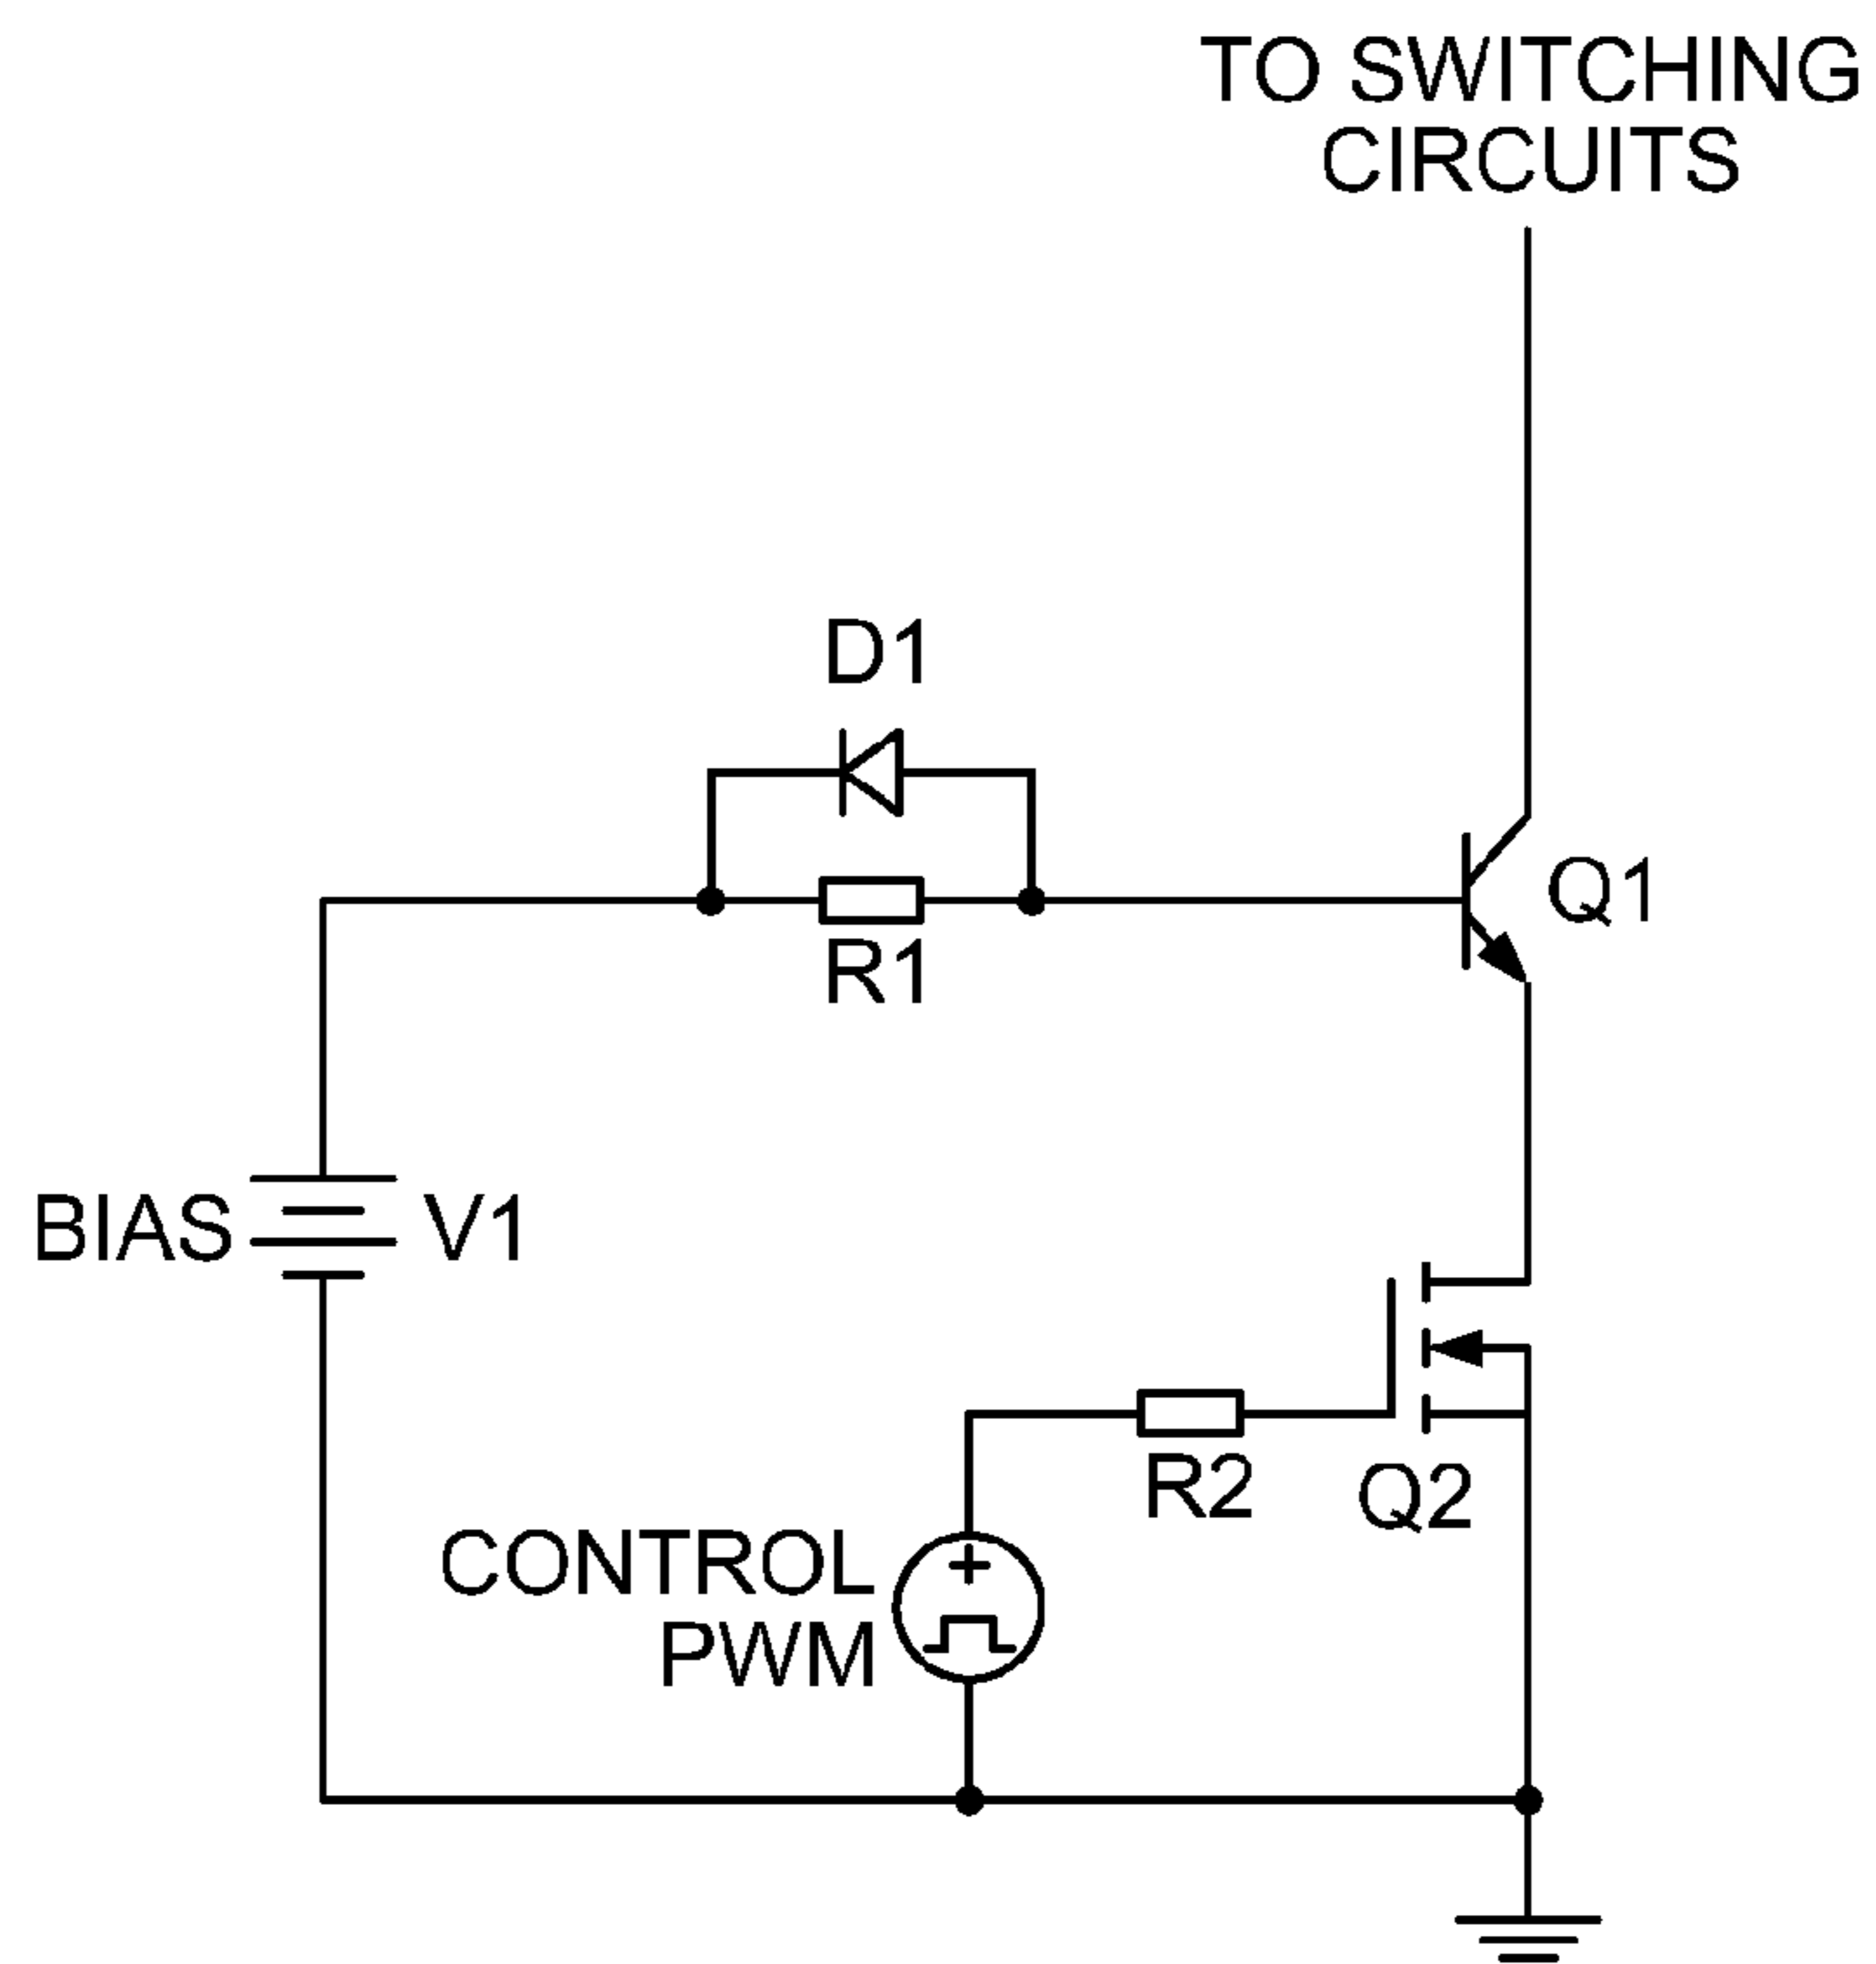 TO SWITCHING
CIRCUITS
D1
Q1
R1
BIAS
V1
R2
Q2
CONTROL
PWM